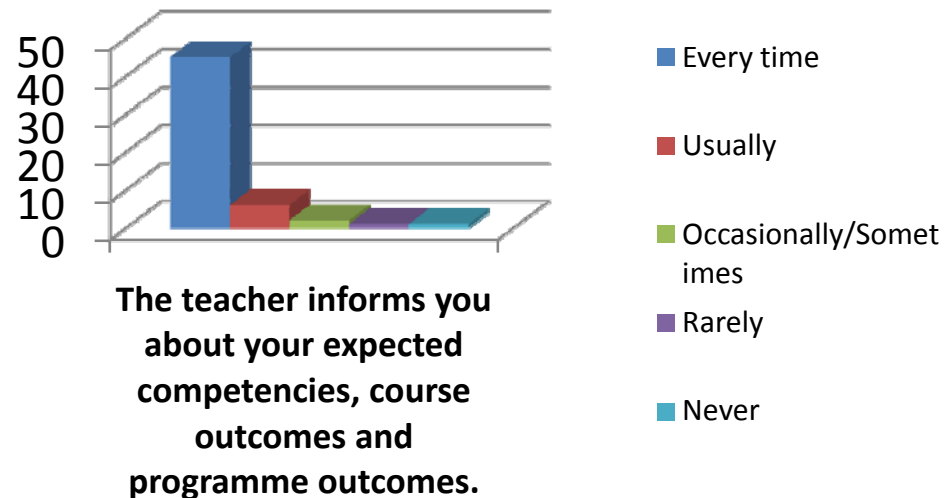 50
40
30
20
10
0
The teacher informs you
about your expected
competencies, course
outcomes and
programme outcomes.
Every time
Usually
Occasionally/Somet
imes
Rarely
Never